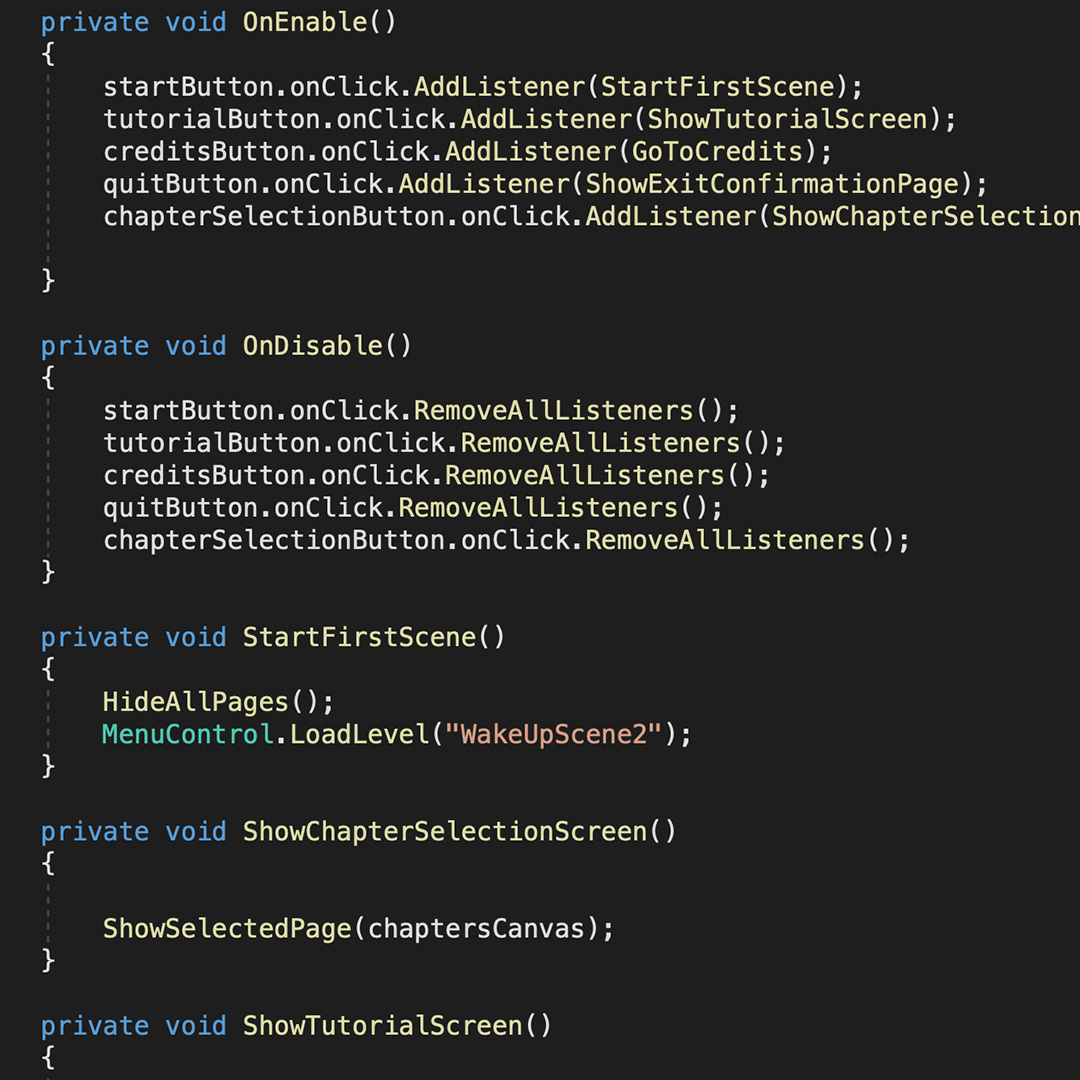 private void OnEnable()
{
    startButton.onClick.AddListener(StartFirstScene);
    tutorialButton.onClick.AddListener(ShowTutorialScreen);
    creditsButton.onClick.AddListener(GoToCredits);
    quitButton.onClick.AddListener(ShowExitConfirmationPage);
    chapterSelectionButton.onClick.AddListener(ShowChapterSelection
}
private void OnDisable()
{
    startButton.onClick.RemoveAllListeners();
    tutorialButton.onClick.RemoveAllListeners();
    creditsButton.onClick.RemoveAllListeners();
    quitButton.onClick.RemoveAllListeners();
    chapterSelectionButton.onClick.RemoveAllListeners();
}
private void StartFirstScene()
{
    HideAllPages();
    MenuControl.LoadLevel("WakeUpScene2");
}
private void ShowChapterSelectionScreen()
{
    ShowSelectedPage(chaptersCanvas);
}
private void ShowTutorialScreen()
{